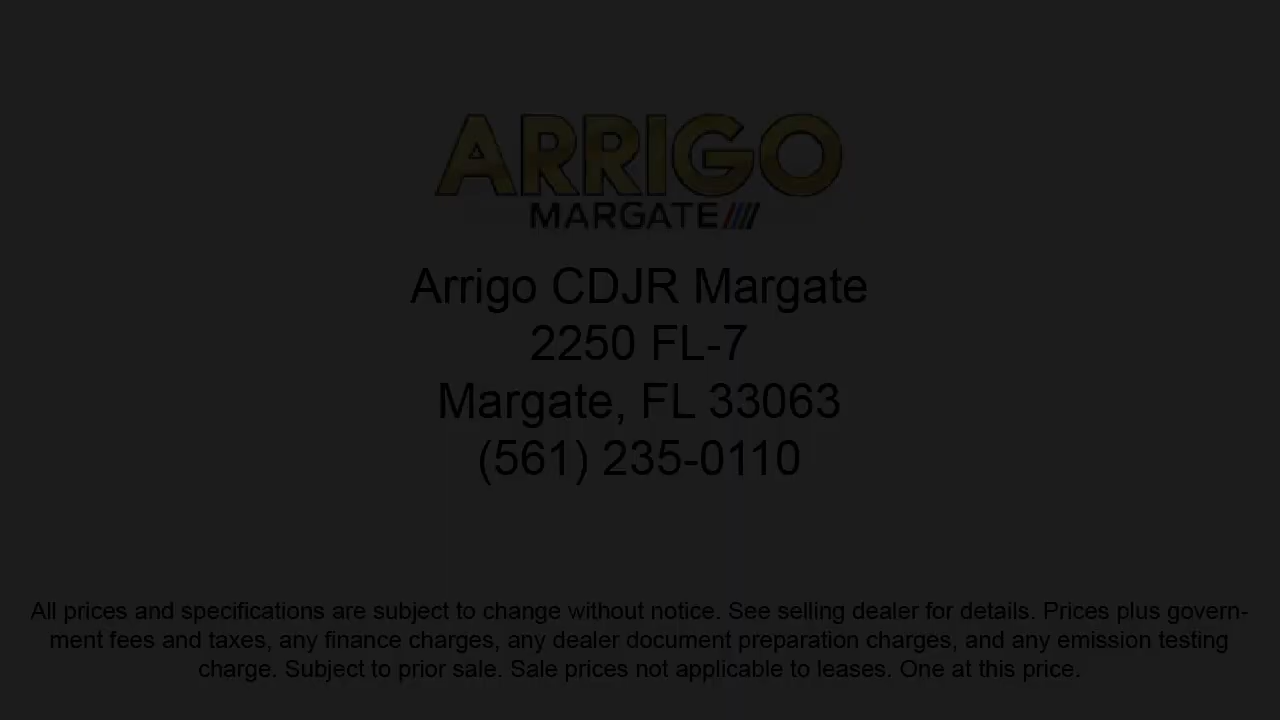 ARRIGO
MARGATE
Arrigo CDJR Margate
2250 FL-7
Margate, FL 33063
(561) 235-0110
All prices and specifications are subject to change without notice. See selling dealer for details. Prices plus govern-
ment fees and taxes, any finance charges, any dealer document preparation charges, and any emission testing
charge. Subject to prior sale. Sale prices not applicable to leases. One at this price.